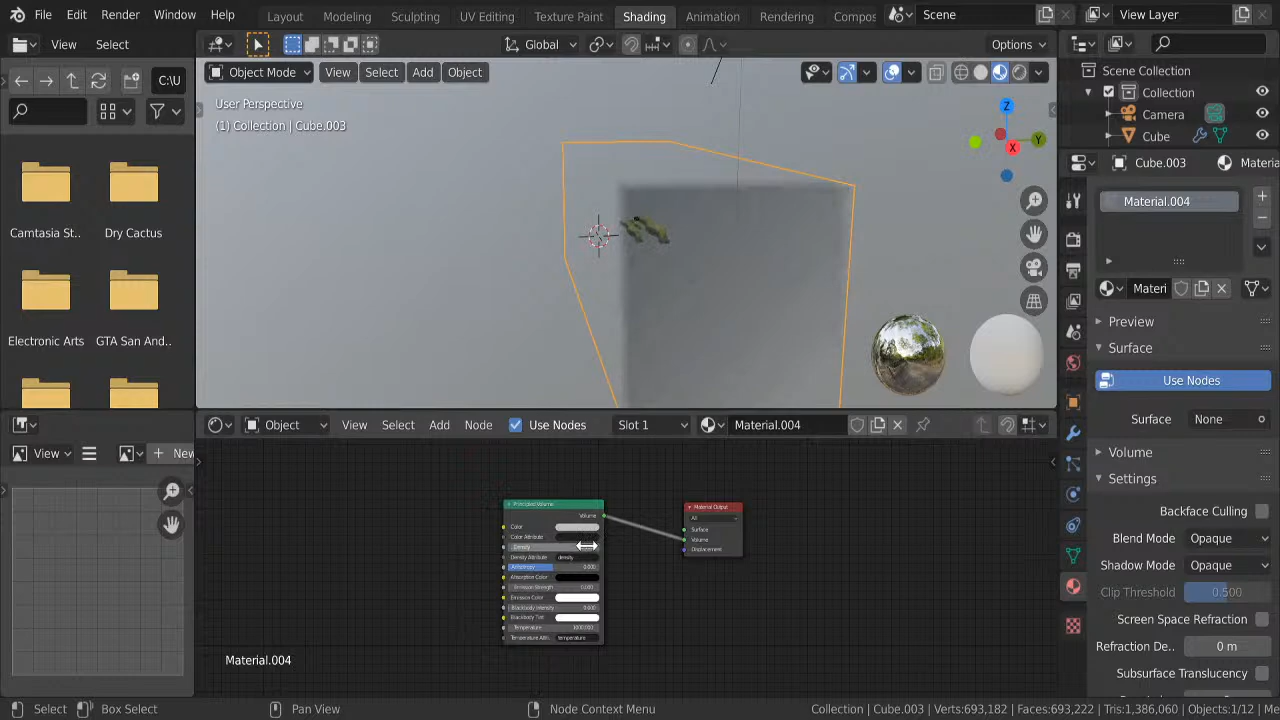 File Edit Render Window Help Layout Modeling Sculpting UV Editing Texture Paint Shading Animation Rendering Compos Scene View Layer
View Select Global Options
C:\U Object Mode View Select Add Object
Scene Collection
Collection
Camera
Cube
User Perspective
(1) Collection | Cube.003
Z
Y
X
Cube.003 Materia
Material.004
Camtasia St... Dry Cactus
Electronic Arts GTA San And...
Materi
Preview
Surface
Use Nodes
Surface None
Object View Select Add Node Use Nodes Slot 1 Material.004
View New
Volume
Settings
Backface Culling
Blend Mode Opaque
Shadow Mode Opaque
Clip Threshold 0.500
Screen Space Refraction
Refraction De.. 0 m
Subsurface Translucency
Principled Volume
Volume
Color
Color Attribute
Density
Density Attribute density
Anisotropy 0.000
Absorption Color
Emission Strength 0.000
Emission Color
Blackbody Intensity 0.000
Blackbody Tint
Temperature 1000.000
Temperature Attri. temperature
Material Output
All
Surface
Volume
Displacement
Material.004
Select Box Select Pan View Node Context Menu Collection | Cube.003 | Verts:693,182 | Faces:693,222 | Tris:1,386,060 | Objects:1/12 | Me